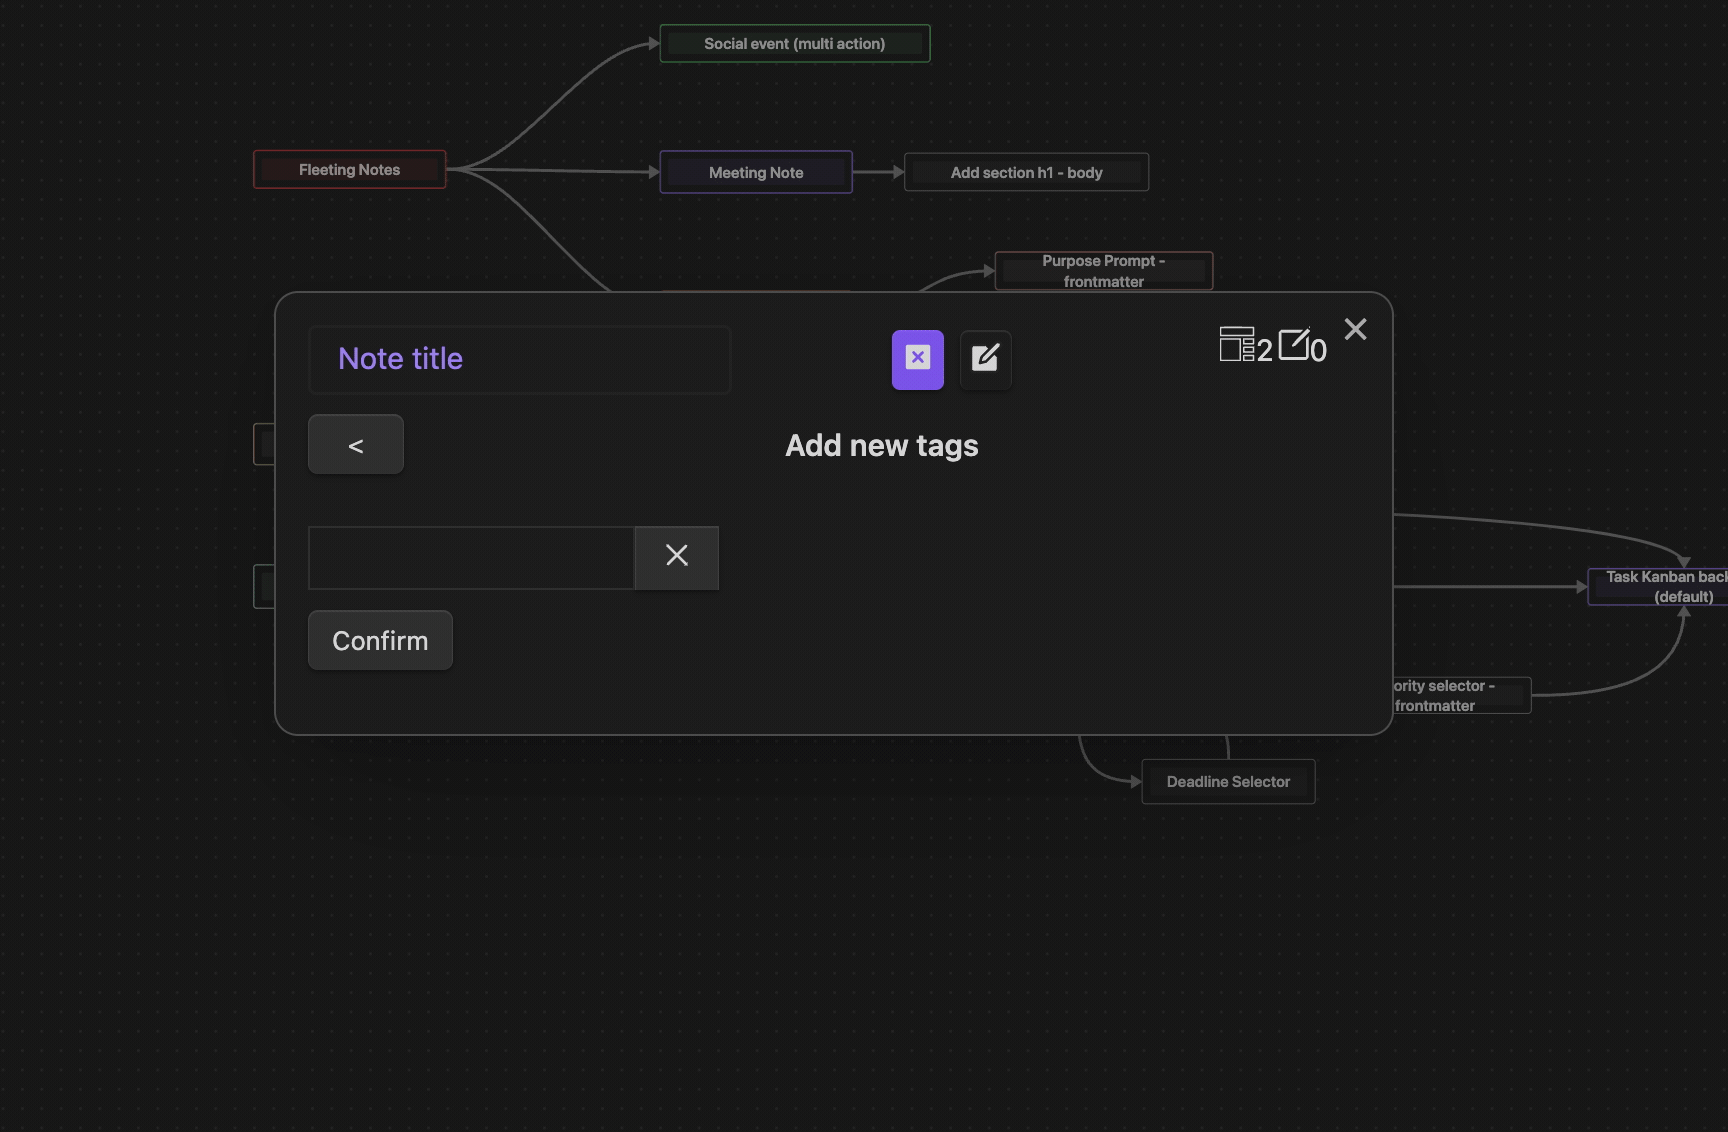 Social event (multi action)
Fleeting Notes
Meeting Note
Add section h1 - body
Purpose Prompt -
frontmatter
Note title
2
0
<
Add new tags
Confirm
Task Kanban bac
(default)
ority selector -
frontmatter
Deadline Selector